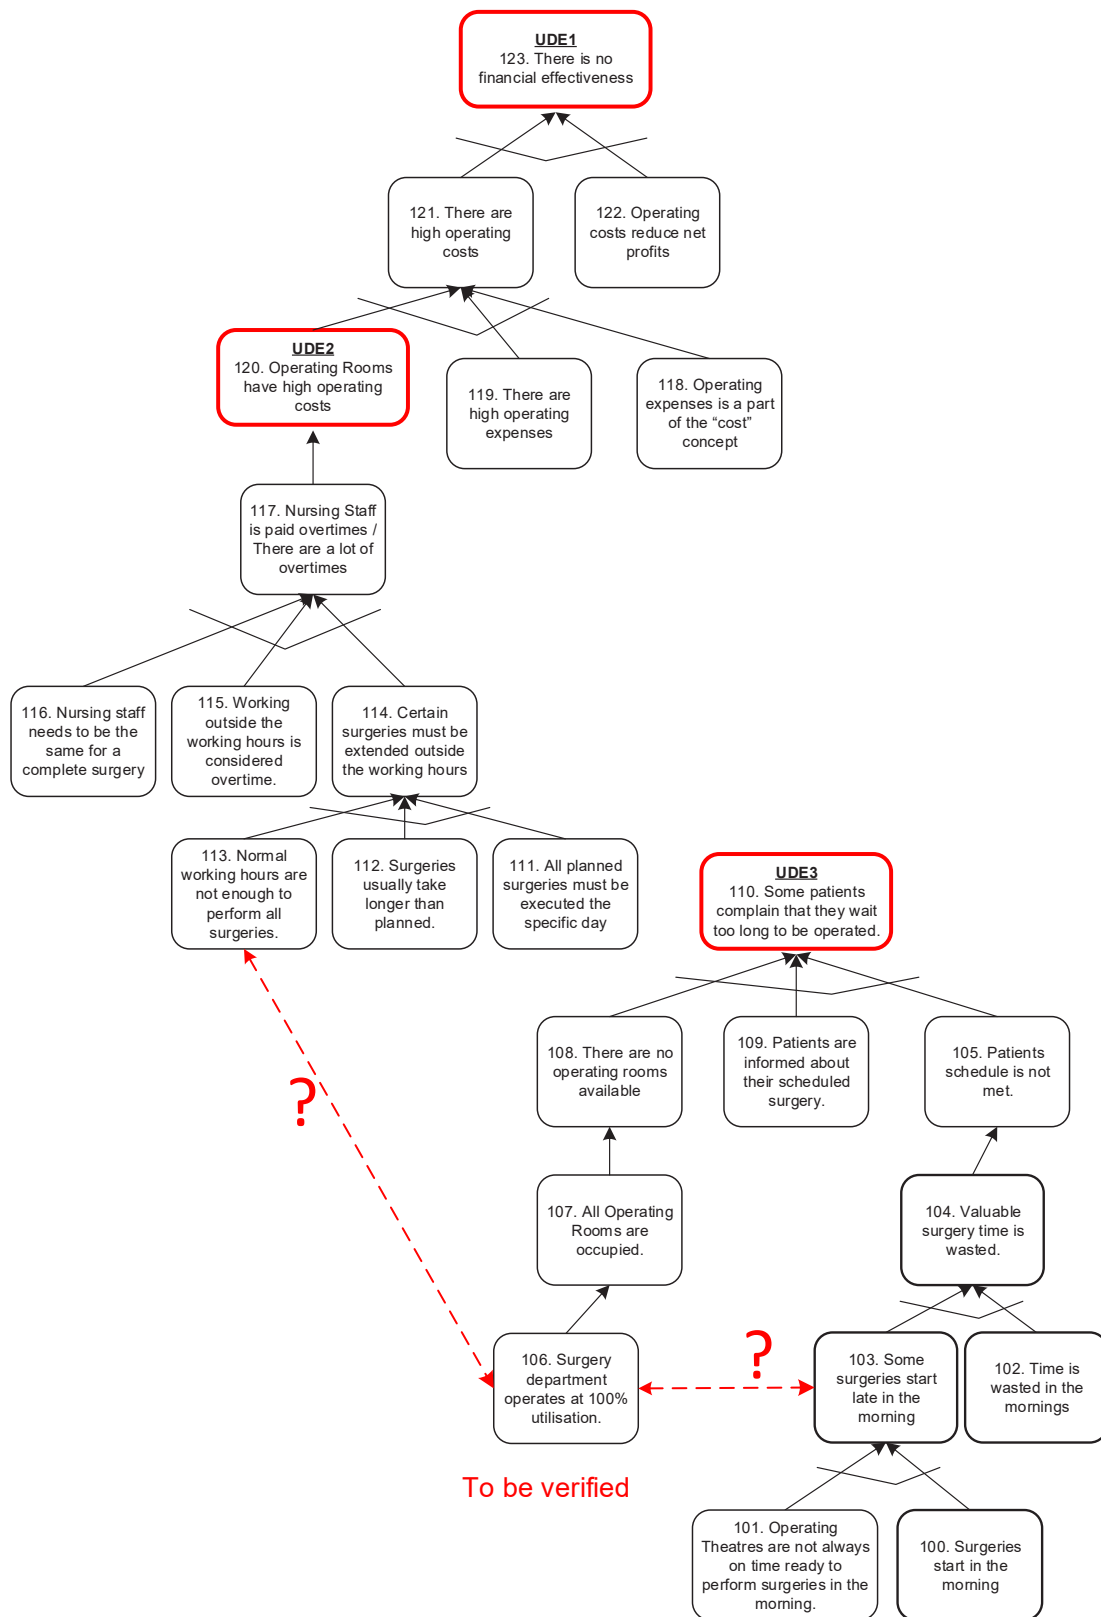 UDE1
123. There is no
financial effectiveness
121. There are
high operating
costs
122. Operating
costs reduce net
profits
UDE2
120. Operating Rooms
have high operating
costs
119. There are
high operating
expenses
118. Operating
expenses is a part
of the “cost”
concept
117. Nursing Staff
is paid overtimes /
There are a lot of
overtimes
116. Nursing staff
needs to be the
same for a
complete surgery
115. Working
outside the
working hours is
considered
overtime.
114. Certain
surgeries must be
extended outside
the working hours
113. Normal
working hours are
not enough to
perform all
surgeries.
112. Surgeries
usually take
longer than
planned.
111. All planned
surgeries must be
executed the
specific day
UDE3
110. Some patients
complain that they wait
too long to be operated.
108. There are no
operating rooms
available
109. Patients are
informed about
their scheduled
surgery.
105. Patients
schedule is not
met.
?
107. All Operating
Rooms are
occupied.
104. Valuable
surgery time is
wasted.
106. Surgery
department
operates at 100%
utilisation.
?
103. Some
surgeries start
late in the
morning
102. Time is
wasted in the
mornings
To be verified
101. Operating
Theatres are not always
on time ready to
perform surgeries in the
morning.
100. Surgeries
start in the
morning